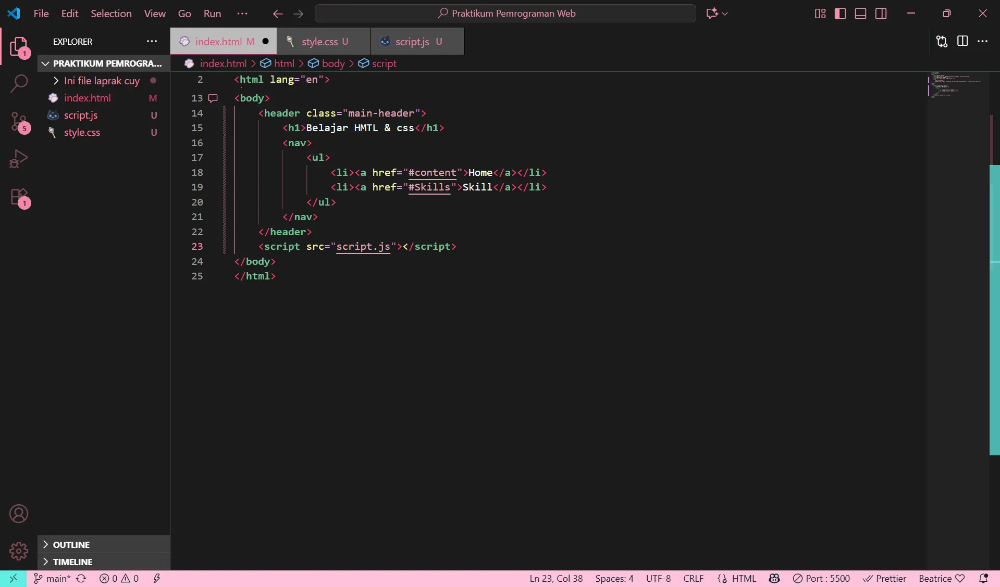 File Edit Selection View Go Run ··· Praktikum Pemrograman Web
EXPLORER ···
index.html M
style.css U
script.js U
PRAKTIKUM PEMROGRA...
Ini file laprak cuy
index.html M
script.js U
style.css U
index.html > html > body > script
2 <html lang="en">
13 <body>
14 <header class="main-header">
15 <h1>Belajar HMTL & css</h1>
16 <nav>
17 <ul>
18 <li><a href="#content">Home</a></li>
19 <li><a href="#Skills">Skill</a></li>
20 </ul>
21 </nav>
22 </header>
23 <script src="script.js"></script>
24 </body>
25 </html>
1
5
1
OUTLINE
TIMELINE
main* 0 0 Ln 23, Col 38 Spaces: 4 UTF-8 CRLF HTML Port : 5500 Prettier Beatrice ♡